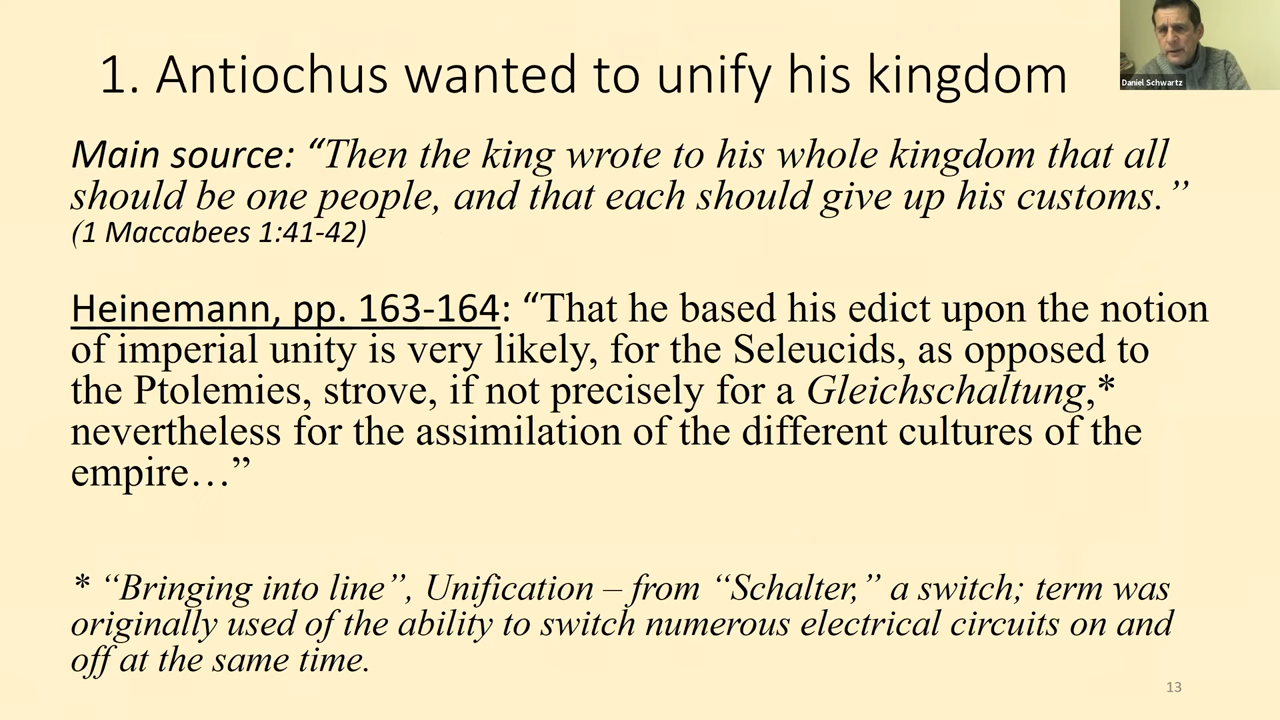 1. Antiochus wanted to unify his kingdom
Daniel Schwartz
Main source: “Then the king wrote to his whole kingdom that all
should be one people, and that each should give up his customs.”
(1 Maccabees 1:41-42)
Heinemann, pp. 163-164: “That he based his edict upon the notion
of imperial unity is very likely, for the Seleucids, as opposed to
the Ptolemies, strove, if not precisely for a Gleichschaltung,*
nevertheless for the assimilation of the different cultures of the
empire…”
* “Bringing into line”, Unification – from “Schalter,” a switch; term was
originally used of the ability to switch numerous electrical circuits on and
off at the same time.
13